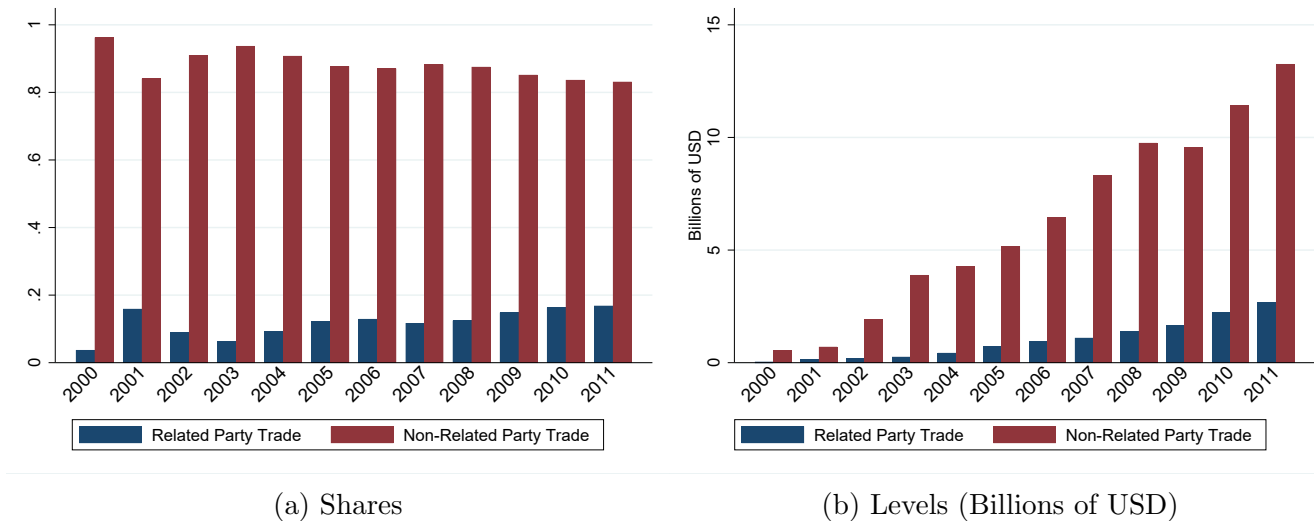 1
.8
.6
.4
.2
0
2000 2001 2002 2003 2004 2005 2006 2007 2008 2009 2010 2011
Related Party Trade Non-Related Party Trade
(a) Shares
15
10
5
0
Billions of USD
2000 2001 2002 2003 2004 2005 2006 2007 2008 2009 2010 2011
Related Party Trade Non-Related Party Trade
(b) Levels (Billions of USD)